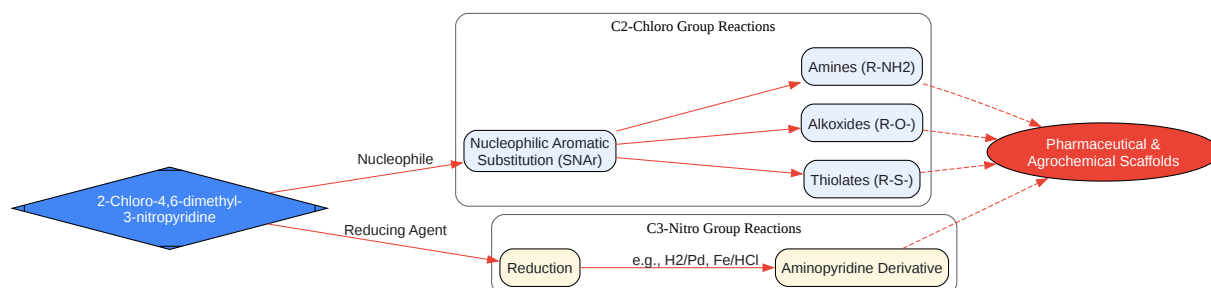 C2-Chloro Group Reactions
Amines (R-NH2)
Alkoxides (R-O-)
Thiolates (R-S-)
Nucleophilic Aromatic
Substitution (SNAr)
Nucleophile
Pharmaceutical &
Agrochemical Scaffolds
2-Chloro-4,6-dimethyl-
3-nitropyridine
Reducing Agent
C3-Nitro Group Reactions
Reduction
e.g., H2/Pd, Fe/HCl
Aminopyridine Derivative